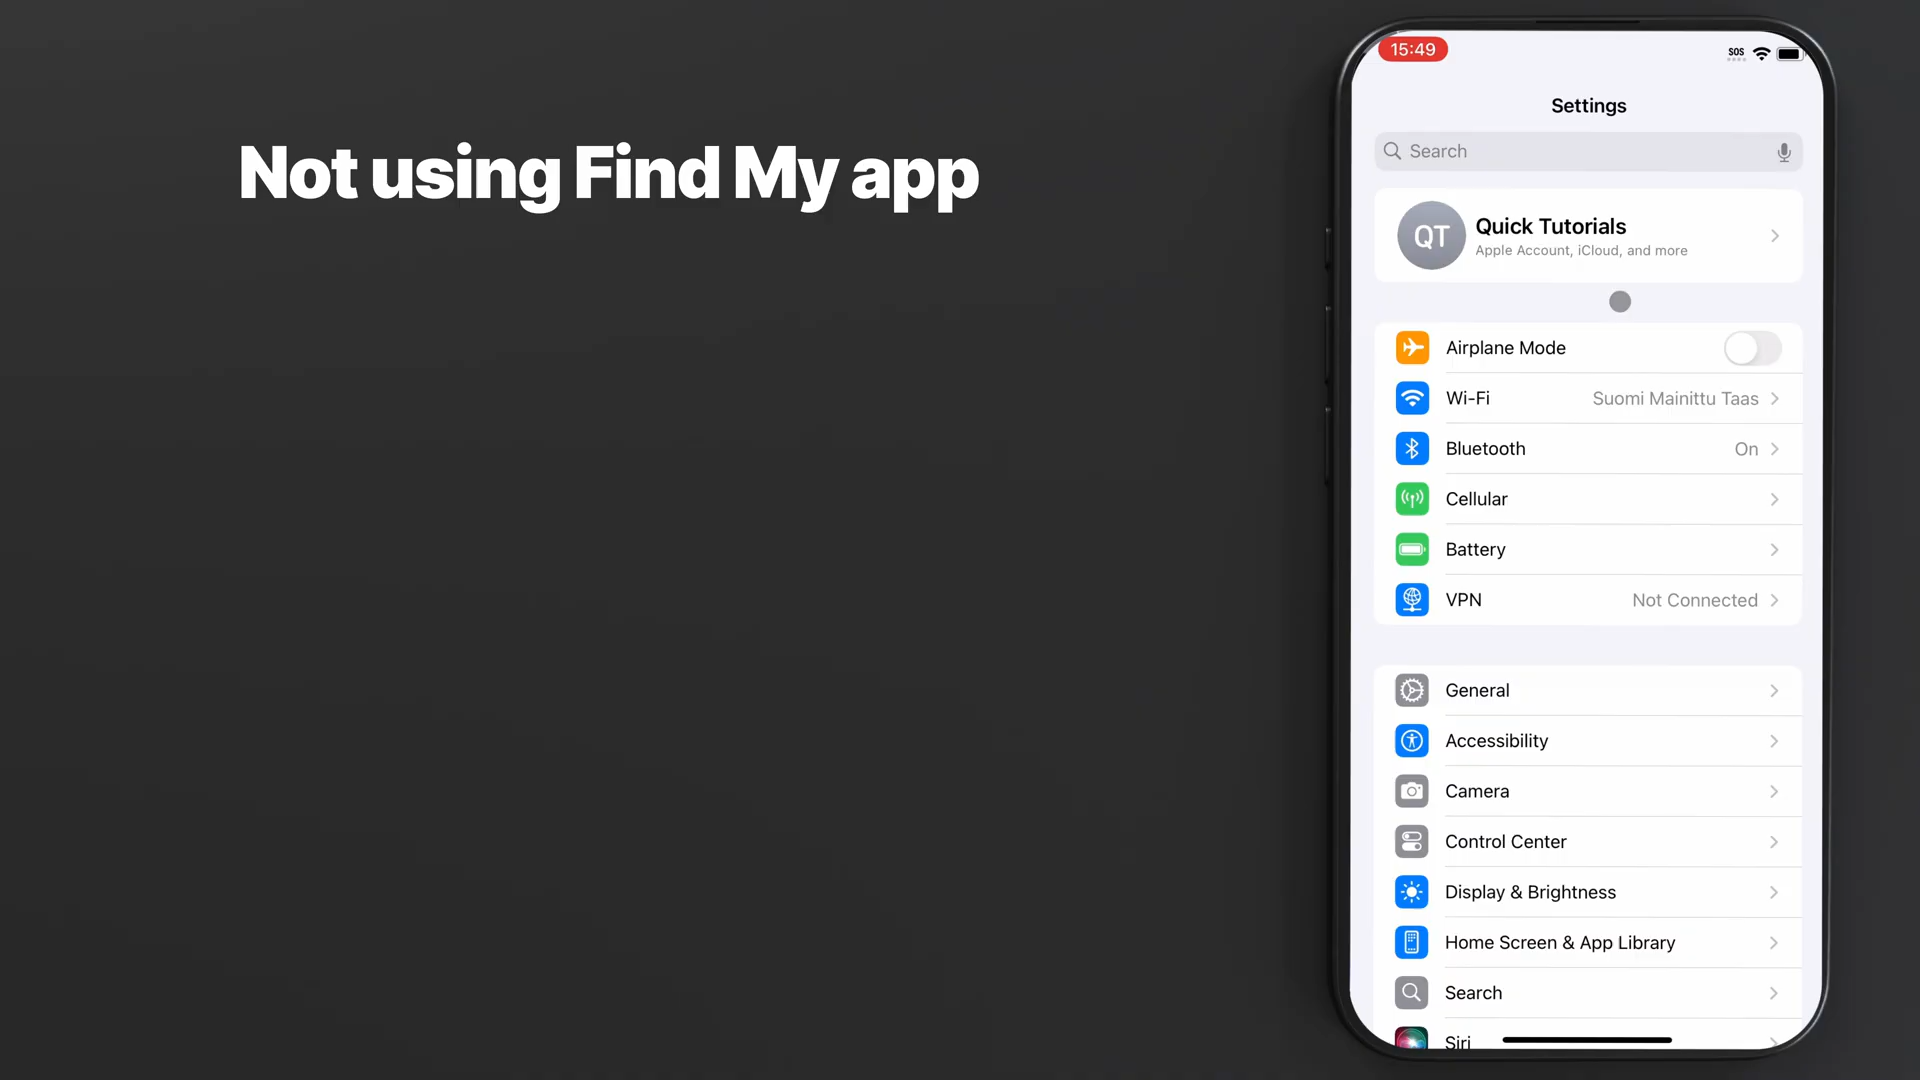 Not using Find My app
15:49
SOS
Settings
Search
QT
Quick Tutorials
Apple Account, iCloud, and more
Airplane Mode
Wi-Fi Suomi Mainittu Taas
Bluetooth On
Cellular
Battery
VPN Not Connected
General
Accessibility
Camera
Control Center
Display & Brightness
Home Screen & App Library
Search
Siri